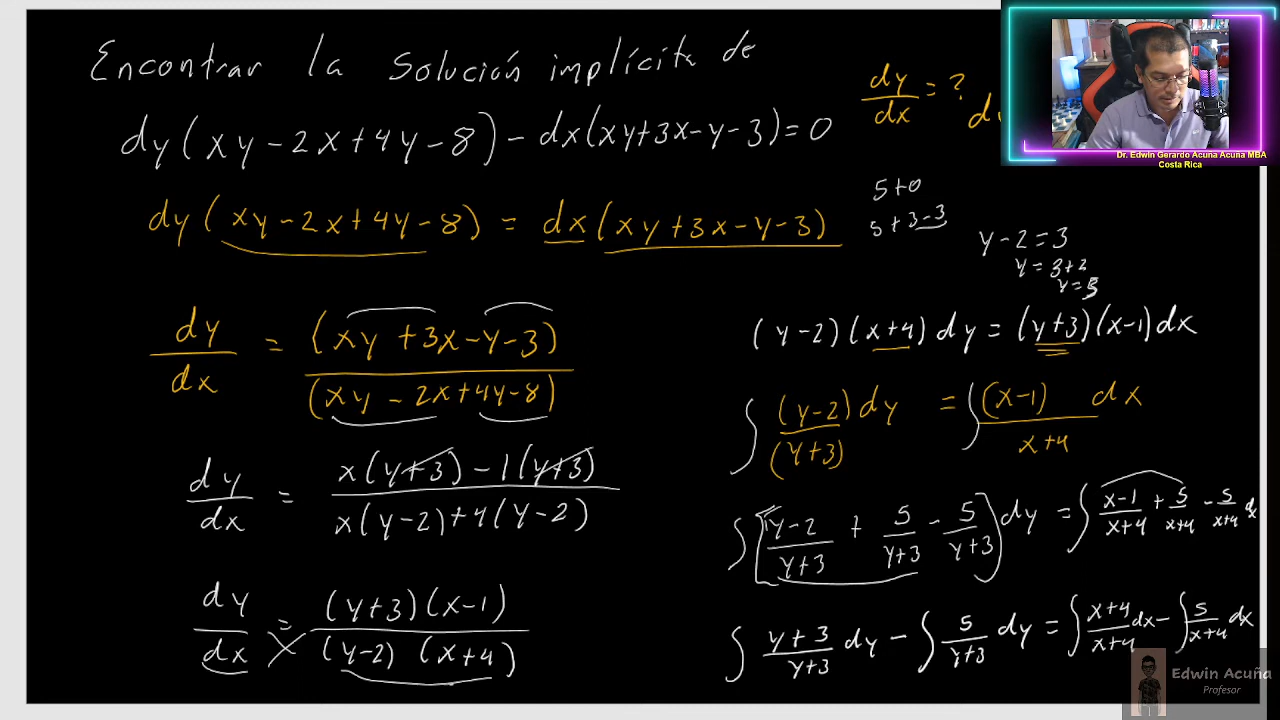 Encontrar la solución implícita de
dy(xy-2x+4y-8)-dx(xy+3x-y-3)=0
dy(xy-2x+4y-8) = dx(xy+3x-y-3)
dy/dx = (xy+3x-y-3)/(xy-2x+4y-8)
dy/dx = x(y+3)-1(y+3)/x(y-2)+4(y-2)
dy/dx = (y+3)(x-1)/(y-2)(x+4)
dy/dx = ?
Dr. Edwin Gerardo Acuna Acuna MBA
Costa Rica
5+0
5+3-3
y-2=3
y=3+2
y=5
(y-2)(x+4)dy=(y+3)(x-1)dx
∫(y-2)dy/(y+3) = ∫(x-1)dx/x+4
∫[y-2/y+3 + 5/y+3 - 5/y+3]dy = ∫x-1/x+4 + 5/x+4 - 5/x+4 dx
∫y+3/y+3 dy - ∫5/y+3 dy = ∫x+4/x+4 dx - ∫5/x+4 dx
Edwin Acuña
Profesor